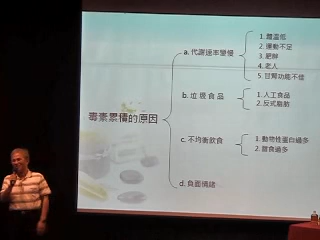 a. 代謝速率變慢
1. 體溫低
2. 運動不足
3. 肥胖
4. 老人
5. 肝腎功能不佳
b. 垃圾食品
1. 人工食品
2. 反式脂肪
毒素累積的原因
c. 不均衡飲食
1. 動物性蛋白過多
2. 甜食過多
d. 負面情緒